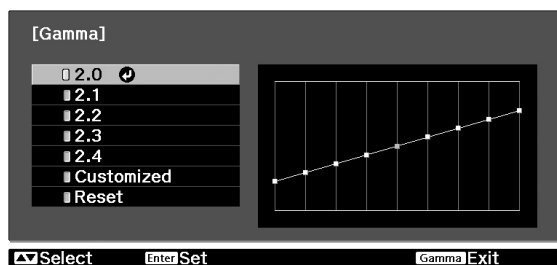 [Gamma]
2.0
2.1
2.2
2.3
2.4
Customized
Reset
Select Enter Set Gamma Exit